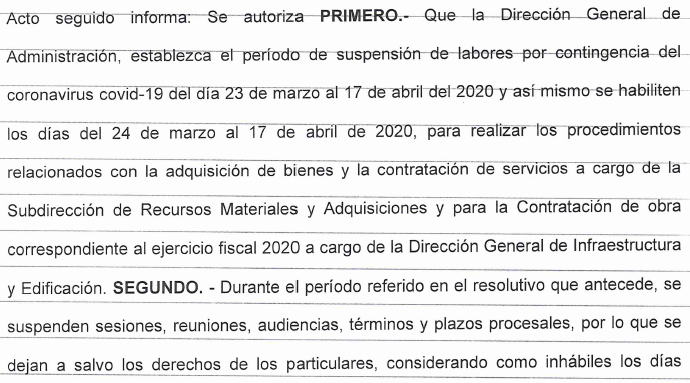 Acto seguido informa: Se autoriza PRIMERO.- Que la Dirección General de
Administración, establezca el período de suspensión de labores por contingencia del
coronavirus covid-19 del día 23 de marzo al 17 de abril del 2020 y así mismo se habiliten
los días del 24 de marzo al 17 de abril de 2020, para realizar los procedimientos
relacionados con la adquisición de bienes y la contratación de servicios a cargo de la
Subdirección de Recursos Materiales y Adquisiciones y para la Contratación de obra
correspondiente al ejercicio fiscal 2020 a cargo de la Dirección General de Infraestructura
y Edificación. SEGUNDO. - Durante el período referido en el resolutivo que antecede, se
suspenden sesiones, reuniones, audiencias, términos y plazos procesales, por lo que se
dejan a salvo los derechos de los particulares, considerando como inhábiles los días